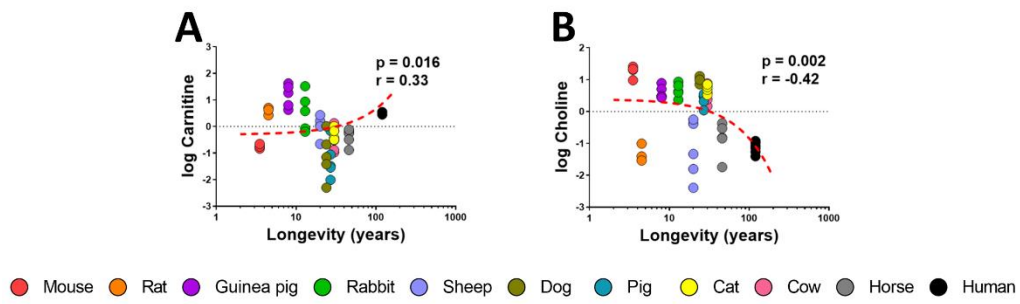 A
p = 0.016
r = 0.33
log Carnitine
3
2
1
0
-1
-2
-3
1 10 100 1000
Longevity (years)
B
p = 0.002
r = -0.42
log Choline
2
1
0
-1
-2
-3
1 10 100 1000
Longevity (years)
Mouse Rat Guinea pig Rabbit Sheep Dog Pig Cat Cow Horse Human